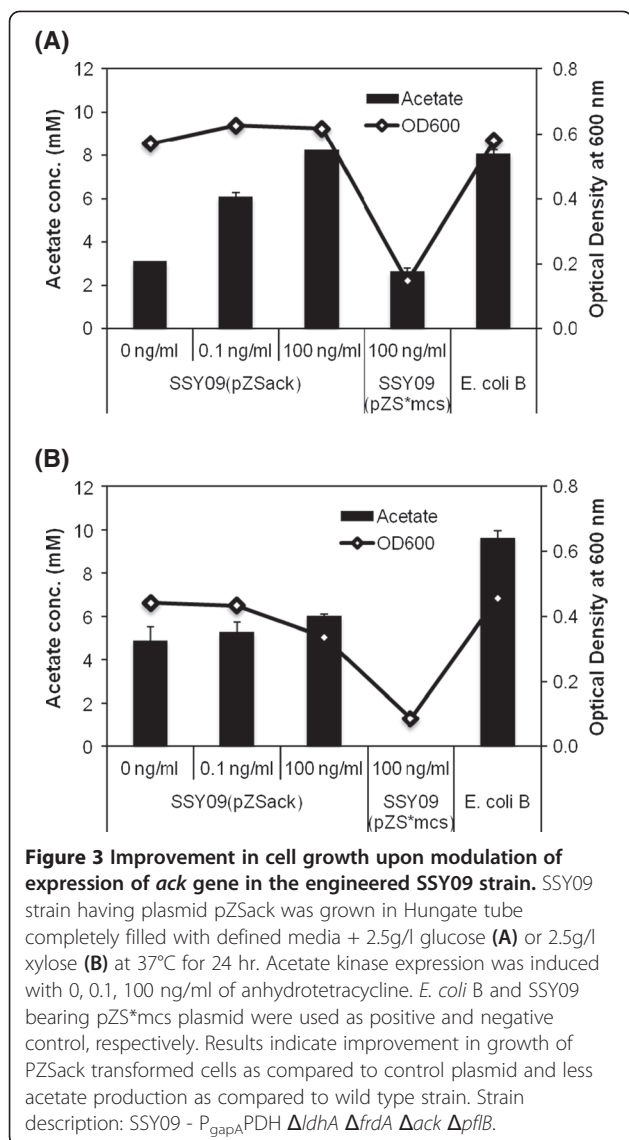 (A)
12
10
8
6
4
2
0
Acetate conc. (mM)
Acetate
OD600
0.8
0.6
0.4
0.2
0.0
Optical Density at 600 nm
0 ng/ml 0.1 ng/ml 100 ng/ml 100 ng/ml
SSY09(pZSack) SSY09 E. coli B
(pZS*mcs)
(B)
12
10
8
6
4
2
0
Acetate conc. (mM)
Acetate
OD600
0.8
0.6
0.4
0.2
0.0
Optical Density at 600 nm
0 ng/ml 0.1 ng/ml 100 ng/ml 100 ng/ml
SSY09(pZSack) SSY09 E. coli B
(pZS*mcs)
Figure 3 Improvement in cell growth upon modulation of
expression of ack gene in the engineered SSY09 strain. SSY09
strain having plasmid pZSack was grown in Hungate tube
completely filled with defined media + 2.5g/l glucose (A) or 2.5g/l
xylose (B) at 37°C for 24 hr. Acetate kinase expression was induced
with 0, 0.1, 100 ng/ml of anhydrotetracycline. E. coli B and SSY09
bearing pZS*mcs plasmid were used as positive and negative
control, respectively. Results indicate improvement in growth of
PZSack transformed cells as compared to control plasmid and less
acetate production as compared to wild type strain. Strain
description: SSY09 - PgapAPDH ΔldhA ΔfrdA Δack ΔpflB.